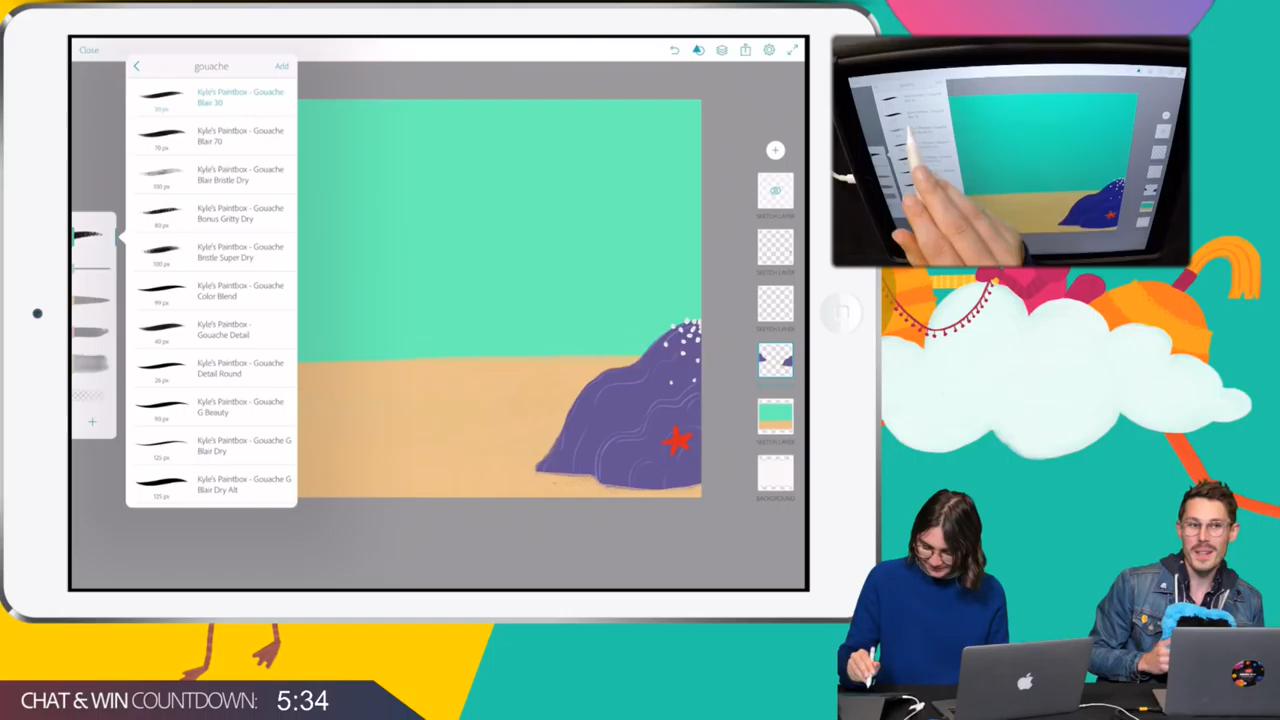 Close
gouache
Add
Kyle's Paintbox - Gouache
Blair 30
30 px
Kyle's Paintbox - Gouache
Blair 70
70 px
Kyle's Paintbox - Gouache
Blair Bristle Dry
100 px
Kyle's Paintbox - Gouache
Bonus Gritty Dry
80 px
Kyle's Paintbox - Gouache
Bristle Super Dry
100 px
Kyle's Paintbox - Gouache
Color Blend
99 px
Kyle's Paintbox -
Gouache Detail
40 px
Kyle's Paintbox - Gouache
Detail Round
26 px
Kyle's Paintbox - Gouache
G Beauty
90 px
Kyle's Paintbox - Gouache G
Blair Dry
125 px
Kyle's Paintbox - Gouache G
Blair Dry Alt
125 px
SKETCH LAYER
SKETCH LAYER
SKETCH LAYER
SKETCH LAYER
BACKGROUND
CHAT & WIN COUNTDOWN: 5:34